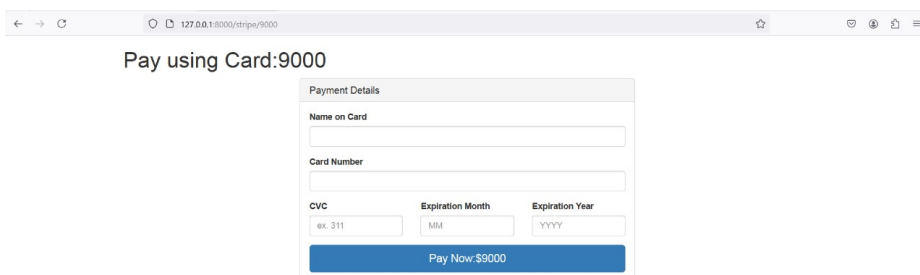 127.0.0.1:8000/stripe/9000
Pay using Card:9000
Payment Details
Name on Card
Card Number
CVC Expiration Month Expiration Year
ex. 311 MM YYYY
Pay Now:$9000